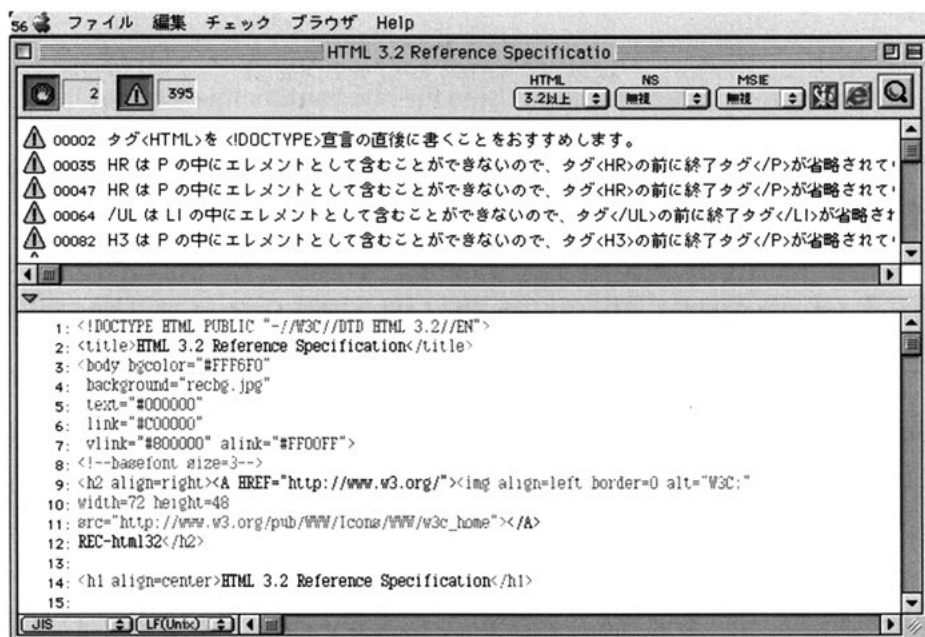 56 ファイル 編集 チェック ブラウザ Help
HTML 3.2 Reference Specificatio
HTML NS MSIE
2 395 3.2以上 無視 無視
00002 タグ<HTML>を <!DOCTYPE>宣言の直後に書くことをおすすめします。
00035 HR は P の中にエレメントとして含むことができないので、タグ<HR>の前に終了タグ</P>が省略されて
00047 HR は P の中にエレメントとして含むことができないので、タグ<HR>の前に終了タグ</P>が省略されて
00064 /UL は LI の中にエレメントとして含むことができないので、タグ</UL>の前に終了タグ</LI>が省略され
00082 H3 は P の中にエレメントとして含むことができないので、タグ<H3>の前に終了タグ</P>が省略されて
1: <!DOCTYPE HTML PUBLIC "-//W3C//DTD HTML 3.2//EN">
2: <title>HTML 3.2 Reference Specification</title>
3: <body bgcolor="#FFF6F0"
4: background="recbg.jpg"
5: text="#000000"
6: link="#C00000"
7: vlink="#800000" alink="#FF00FF">
8: <!--basefont size=3-->
9: <h2 align=right><A HREF="http://www.w3.org/"><img align=left border=0 alt="W3C:"
10: width=72 height=48
11: src="http://www.w3.org/pub/WWW/Icons/WWW/w3c_home"></A>
12: REC-html32</h2>
13:
14: <h1 align=center>HTML 3.2 Reference Specification</h1>
15:
JIS LF(Unix)